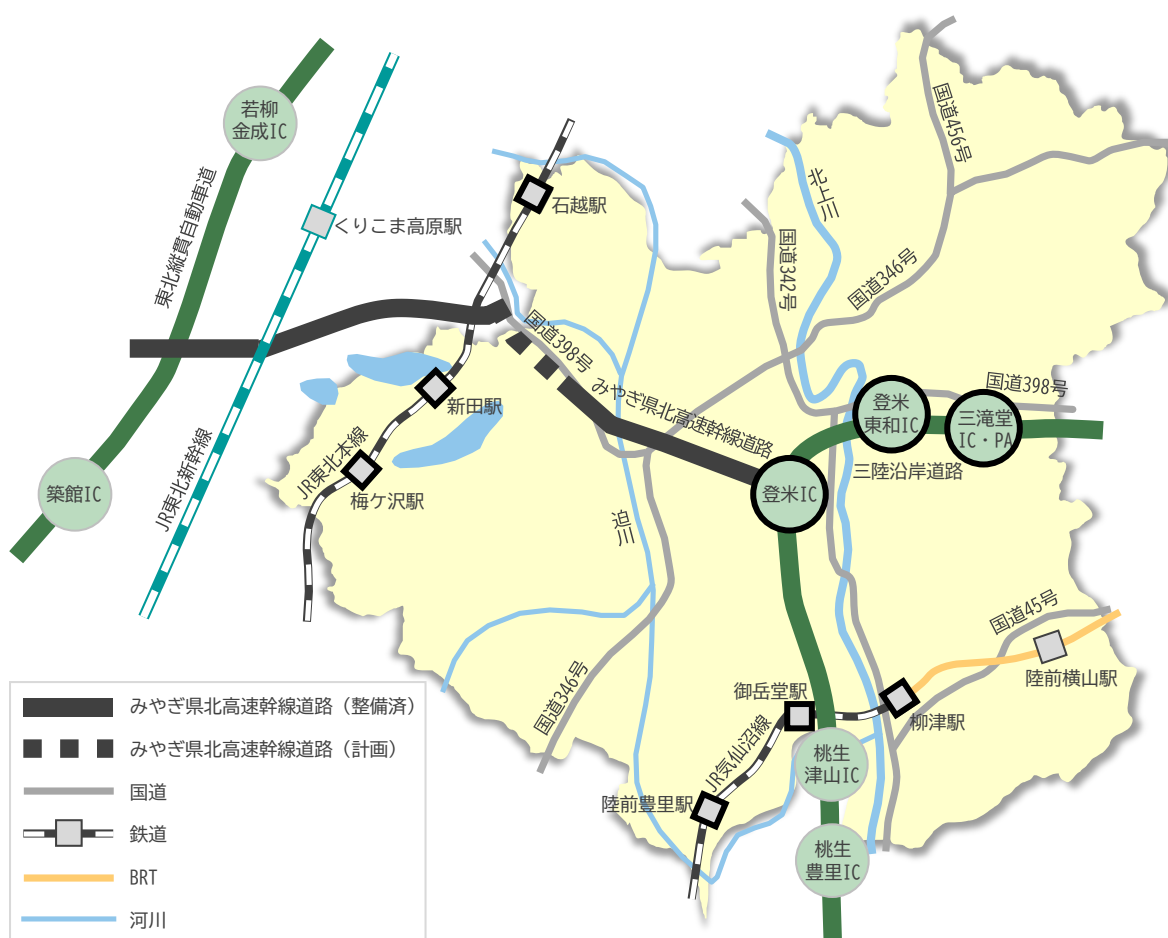 若柳
金成IC
東北縦貫自動車道
くりこま高原駅
築館IC
JR東北新幹線
石越駅
国道398号
新田駅
JR東北本線
梅ケ沢駅
みやぎ県北高速幹線道路
迫川
国道346号
国道456号
北上川
国道342号
国道346号
国道398号
登米
東和IC
三滝堂
IC・PA
三陸沿岸道路
登米IC
国道45号
陸前横山駅
御岳堂駅
柳津駅
JR気仙沼線
陸前豊里駅
桃生
津山IC
桃生
豊里IC
みやぎ県北高速幹線道路（整備済）
みやぎ県北高速幹線道路（計画）
国道
鉄道
BRT
河川